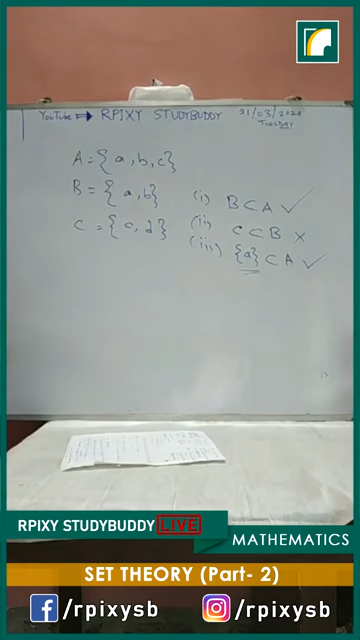 YouTube ➡ RPIXY STUDYBUDDY 31/03/2020
TUESDAY
A = { a, b, c }
B = { a, b } (i) B ⊂ A ✓
C = { c, d } (ii) C ⊂ B ×
(iii) {a} ⊂ A ✓
RPIXY STUDYBUDDY LIVE
MATHEMATICS
SET THEORY (Part- 2)
/rpixysb /rpixysb